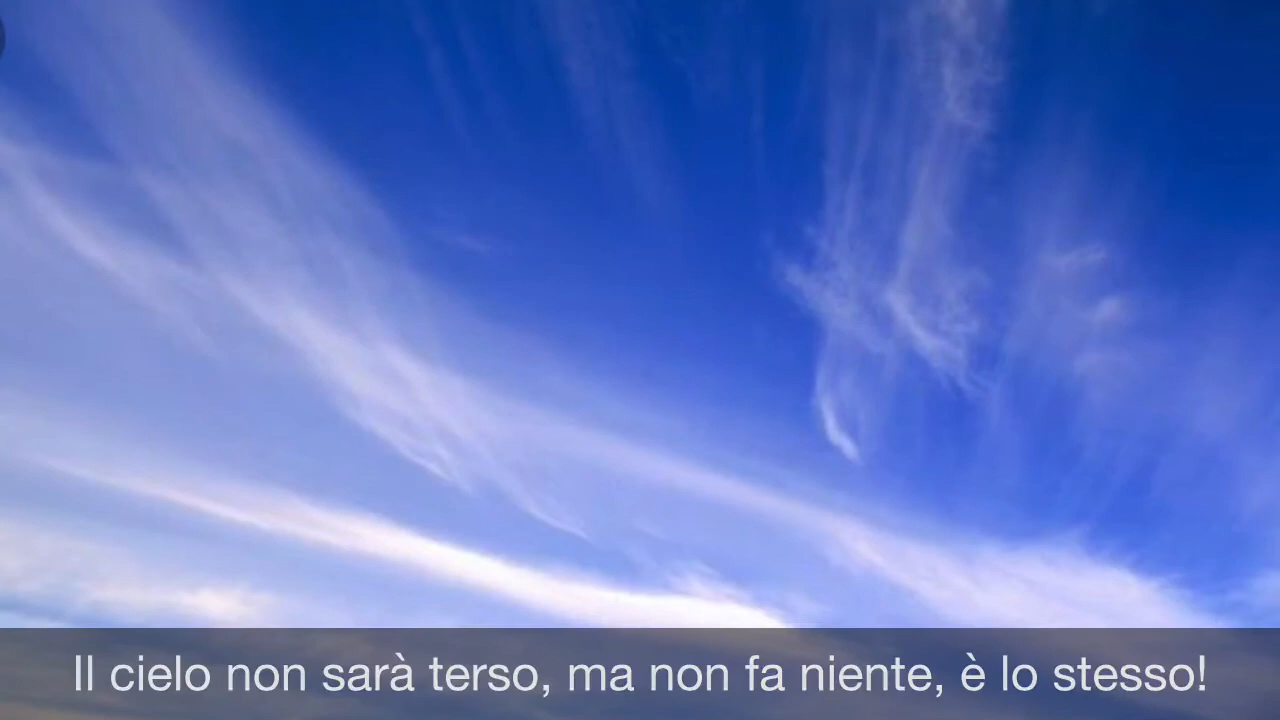 Il cielo non sarà terso, ma non fa niente, è lo stesso!